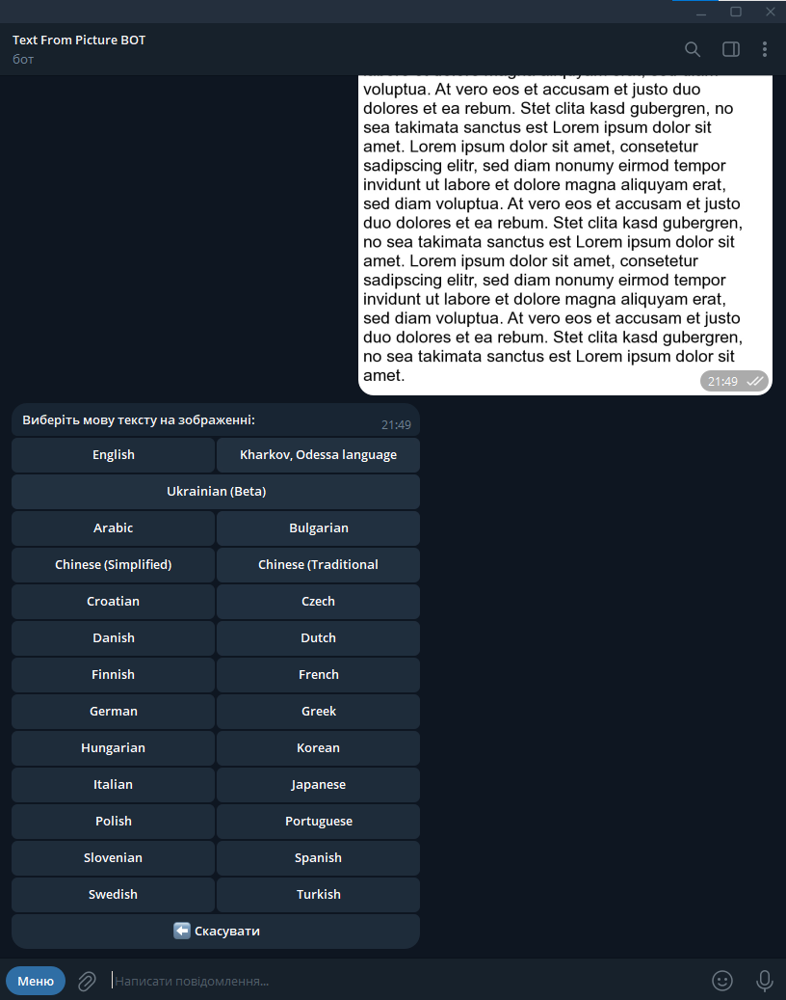 Text From Picture BOT
бот
voluptua. At vero eos et accusam et justo duo
dolores et ea rebum. Stet clita kasd gubergren, no
sea takimata sanctus est Lorem ipsum dolor sit
amet. Lorem ipsum dolor sit amet, consetetur
sadipscing elitr, sed diam nonumy eirmod tempor
invidunt ut labore et dolore magna aliquyam erat,
sed diam voluptua. At vero eos et accusam et justo
duo dolores et ea rebum. Stet clita kasd gubergren,
no sea takimata sanctus est Lorem ipsum dolor sit
amet. Lorem ipsum dolor sit amet, consetetur
sadipscing elitr, sed diam nonumy eirmod tempor
invidunt ut labore et dolore magna aliquyam erat,
sed diam voluptua. At vero eos et accusam et justo
duo dolores et ea rebum. Stet clita kasd gubergren,
no sea takimata sanctus est Lorem ipsum dolor sit
amet.
21:49
Виберіть мову тексту на зображенні:
21:49
English
Kharkov, Odessa language
Ukrainian (Beta)
Arabic
Bulgarian
Chinese (Simplified)
Chinese (Traditional
Croatian
Czech
Danish
Dutch
Finnish
French
German
Greek
Hungarian
Korean
Italian
Japanese
Polish
Portuguese
Slovenian
Spanish
Swedish
Turkish
Скасувати
Меню
Написати повідомлення...